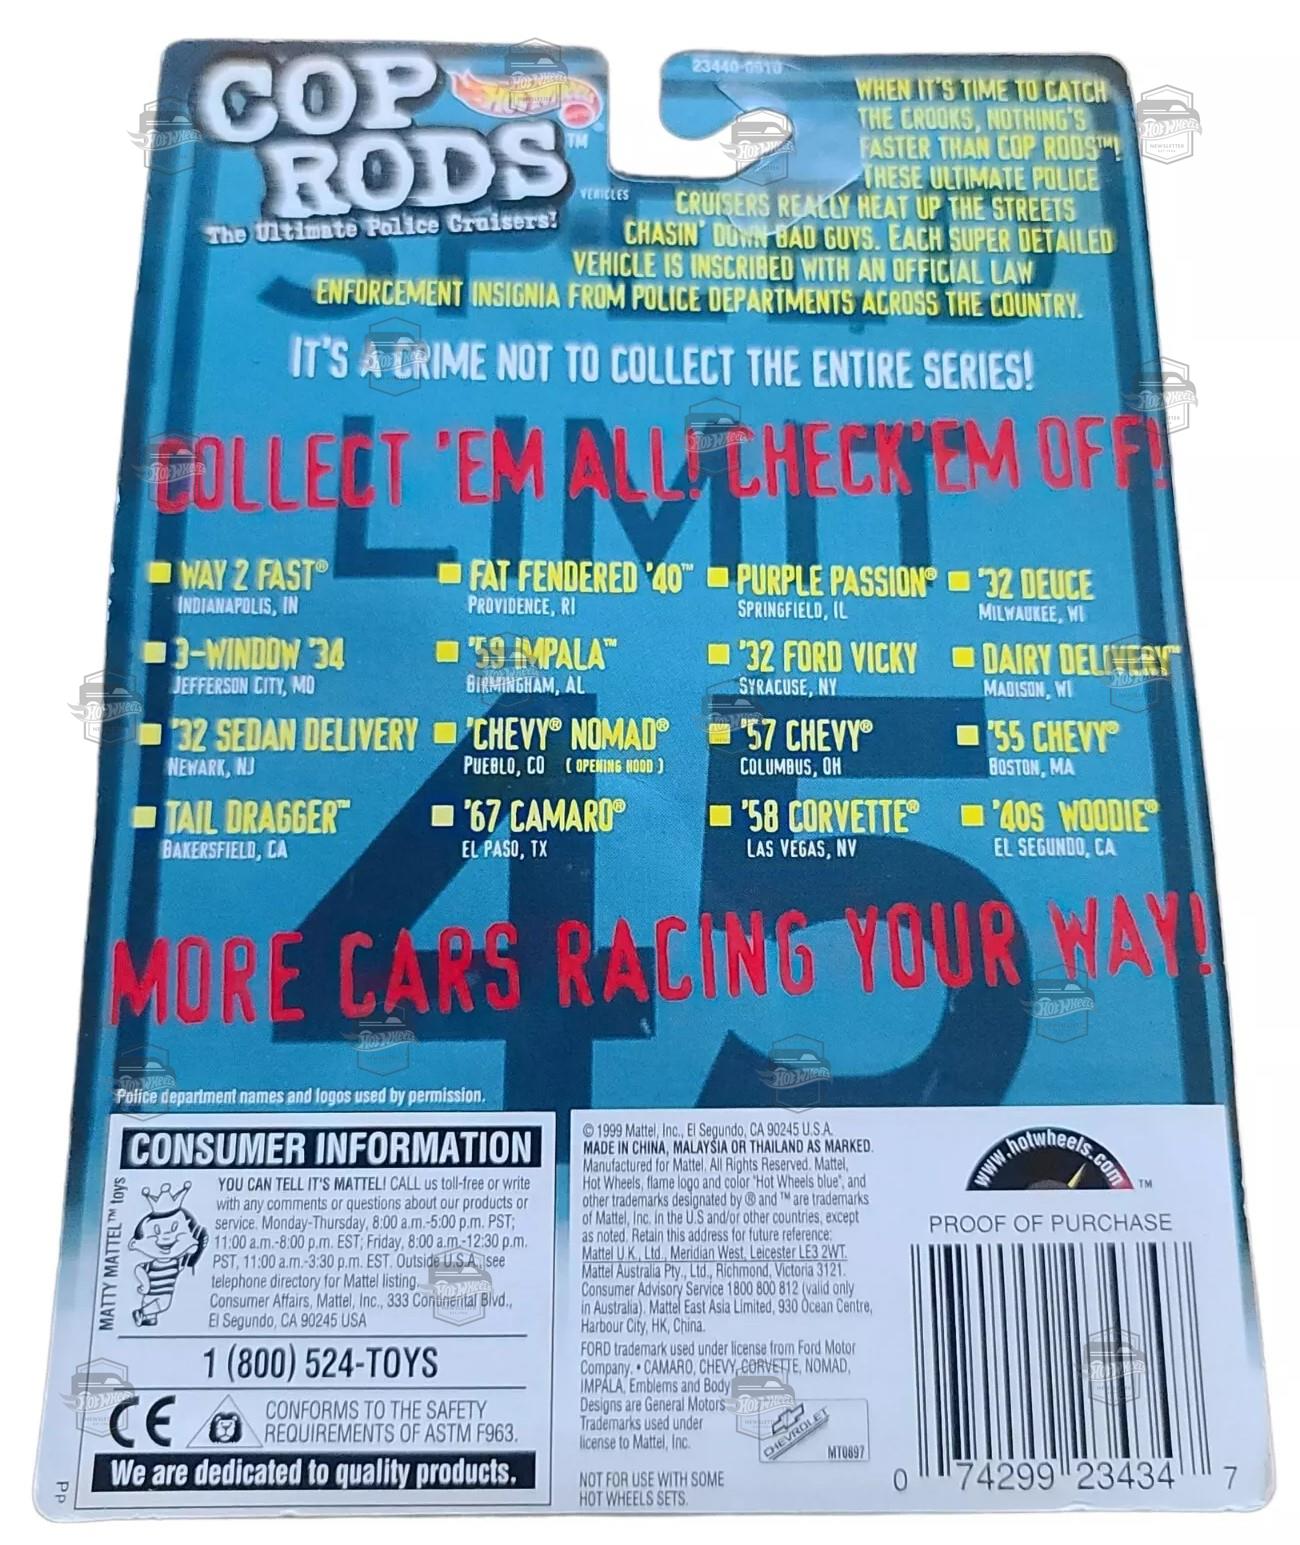 COP
RODS™
VEHICLES
The Ultimate Police Cruisers!
23440-0910
WHEN IT'S TIME TO CATCH
THE CROOKS, NOTHING'S
FASTER THAN COP RODS™!
THESE ULTIMATE POLICE
CRUISERS REALLY HEAT UP THE STREETS
CHASIN' DOWN BAD GUYS. EACH SUPER DETAILED
VEHICLE IS INSCRIBED WITH AN OFFICIAL LAW
ENFORCEMENT INSIGNIA FROM POLICE DEPARTMENTS ACROSS THE COUNTRY.
IT'S A CRIME NOT TO COLLECT THE ENTIRE SERIES!
SPEED
LIMIT
45
COLLECT 'EM ALL! CHECK 'EM OFF!
WAY 2 FAST® FAT FENDERED '40™ PURPLE PASSION® '32 DEUCE
INDIANAPOLIS, IN PROVIDENCE, RI SPRINGFIELD, IL MILWAUKEE, WI
3-WINDOW '34 '59 IMPALA™ '32 FORD VICKY DAIRY DELIVERY™
JEFFERSON CITY, MO BIRMINGHAM, AL SYRACUSE, NY MADISON, WI
'32 SEDAN DELIVERY 'CHEVY® NOMAD® '57 CHEVY® '55 CHEVY®
NEWARK, NJ PUEBLO, CO (OPENING HOOD) COLUMBUS, OH BOSTON, MA
TAIL DRAGGER™ '67 CAMARO® '58 CORVETTE® '40S WOODIE®
BAKERSFIELD, CA EL PASO, TX LAS VEGAS, NV EL SEGUNDO, CA
MORE CARS RACING YOUR WAY!
Police department names and logos used by permission.
CONSUMER INFORMATION
MATTY MATTEL™ toys
YOU CAN TELL IT'S MATTEL! CALL us toll-free or write
with any comments or questions about our products or
service. Monday-Thursday, 8:00 a.m.-5:00 p.m. PST;
11:00 a.m.-8:00 p.m. EST; Friday, 8:00 a.m.-12:30 p.m.
PST, 11:00 a.m.-3:30 p.m. EST. Outside U.S.A., see
telephone directory for Mattel listing.
Consumer Affairs, Mattel, Inc., 333 Continental Blvd.,
El Segundo, CA 90245 USA
1 (800) 524-TOYS
CE
CONFORMS TO THE SAFETY
REQUIREMENTS OF ASTM F963.
We are dedicated to quality products.
PP
© 1999 Mattel, Inc., El Segundo, CA 90245 U.S.A.
MADE IN CHINA, MALAYSIA OR THAILAND AS MARKED.
Manufactured for Mattel. All Rights Reserved. Mattel,
Hot Wheels, flame logo and color "Hot Wheels blue", and
other trademarks designated by ® and ™ are trademarks
of Mattel, Inc. in the U.S and/or other countries, except
as noted. Retain this address for future reference:
Mattel U.K., Ltd., Meridian West, Leicester LE3 2WT.
Mattel Australia Pty., Ltd., Richmond, Victoria 3121.
Consumer Advisory Service 1800 800 812 (valid only
in Australia). Mattel East Asia Limited, 930 Ocean Centre,
Harbour City, HK, China.
FORD trademark used under license from Ford Motor
Company. • CAMARO, CHEVY, CORVETTE, NOMAD,
IMPALA, Emblems and Body
Designs are General Motors
Trademarks used under
license to Mattel, Inc.
CHEVROLET
MT0897
NOT FOR USE WITH SOME
HOT WHEELS SETS.
www.hotwheels.com™
PROOF OF PURCHASE
0 74299 23434 7